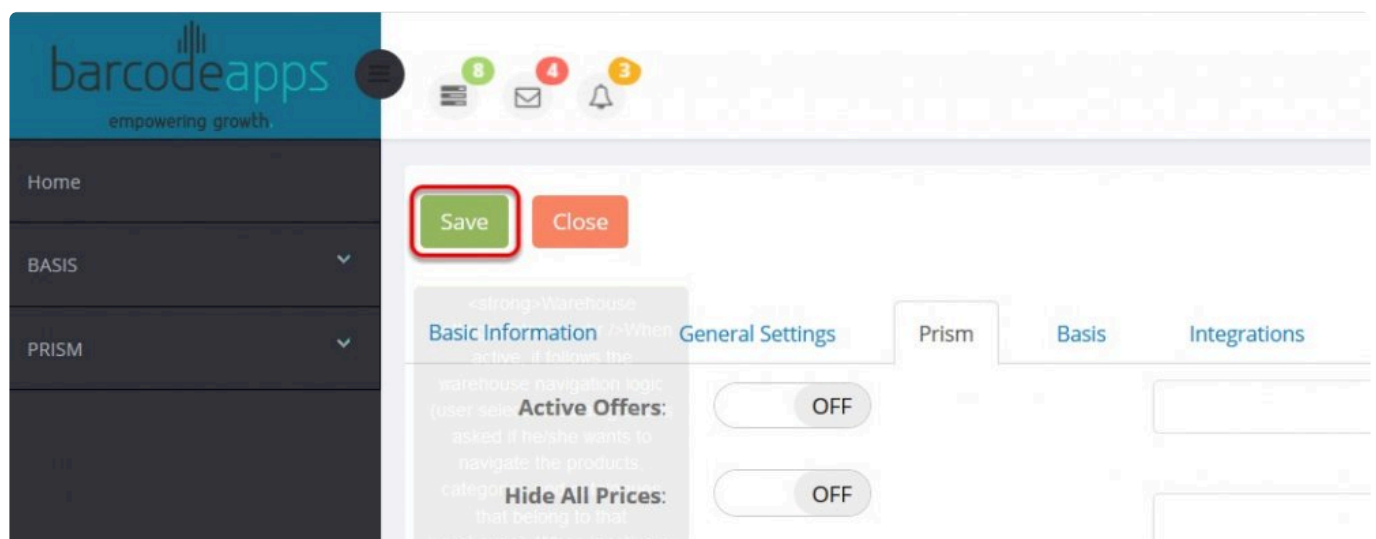 barcodeapps
empowering growth.
8 4 3
Home
BASIS
PRISM
Save Close
<strong>Warehouse
/>When
Basic Information General Settings Prism Basis Integrations
active, it follows the
warehouse navigation logic
(user
Active Offers: OFF
asked if he/she wants to
navigate the products,
Hide All Prices: OFF
that belong to that